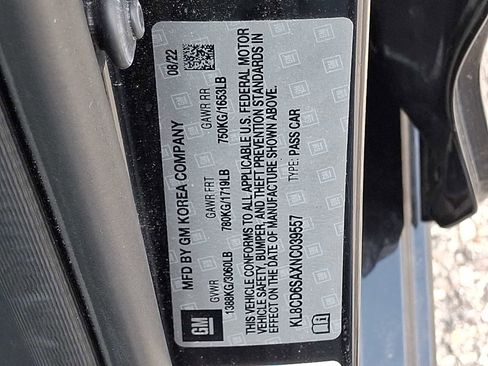 MFD BY GM KOREA COMPANY 08/22
GVWR GAWR FRT GAWR RR
1388KG/3060LB 780KG/1719LB 750KG/1653LB
THIS VEHICLE CONFORMS TO ALL APPLICABLE U.S. FEDERAL MOTOR
VEHICLE SAFETY, BUMPER, AND THEFT PREVENTION STANDARDS IN
EFFECT ON THE DATE OF MANUFACTURE SHOWN ABOVE.
KL8CD6SAXNC039557 TYPE: PASS CAR
GM